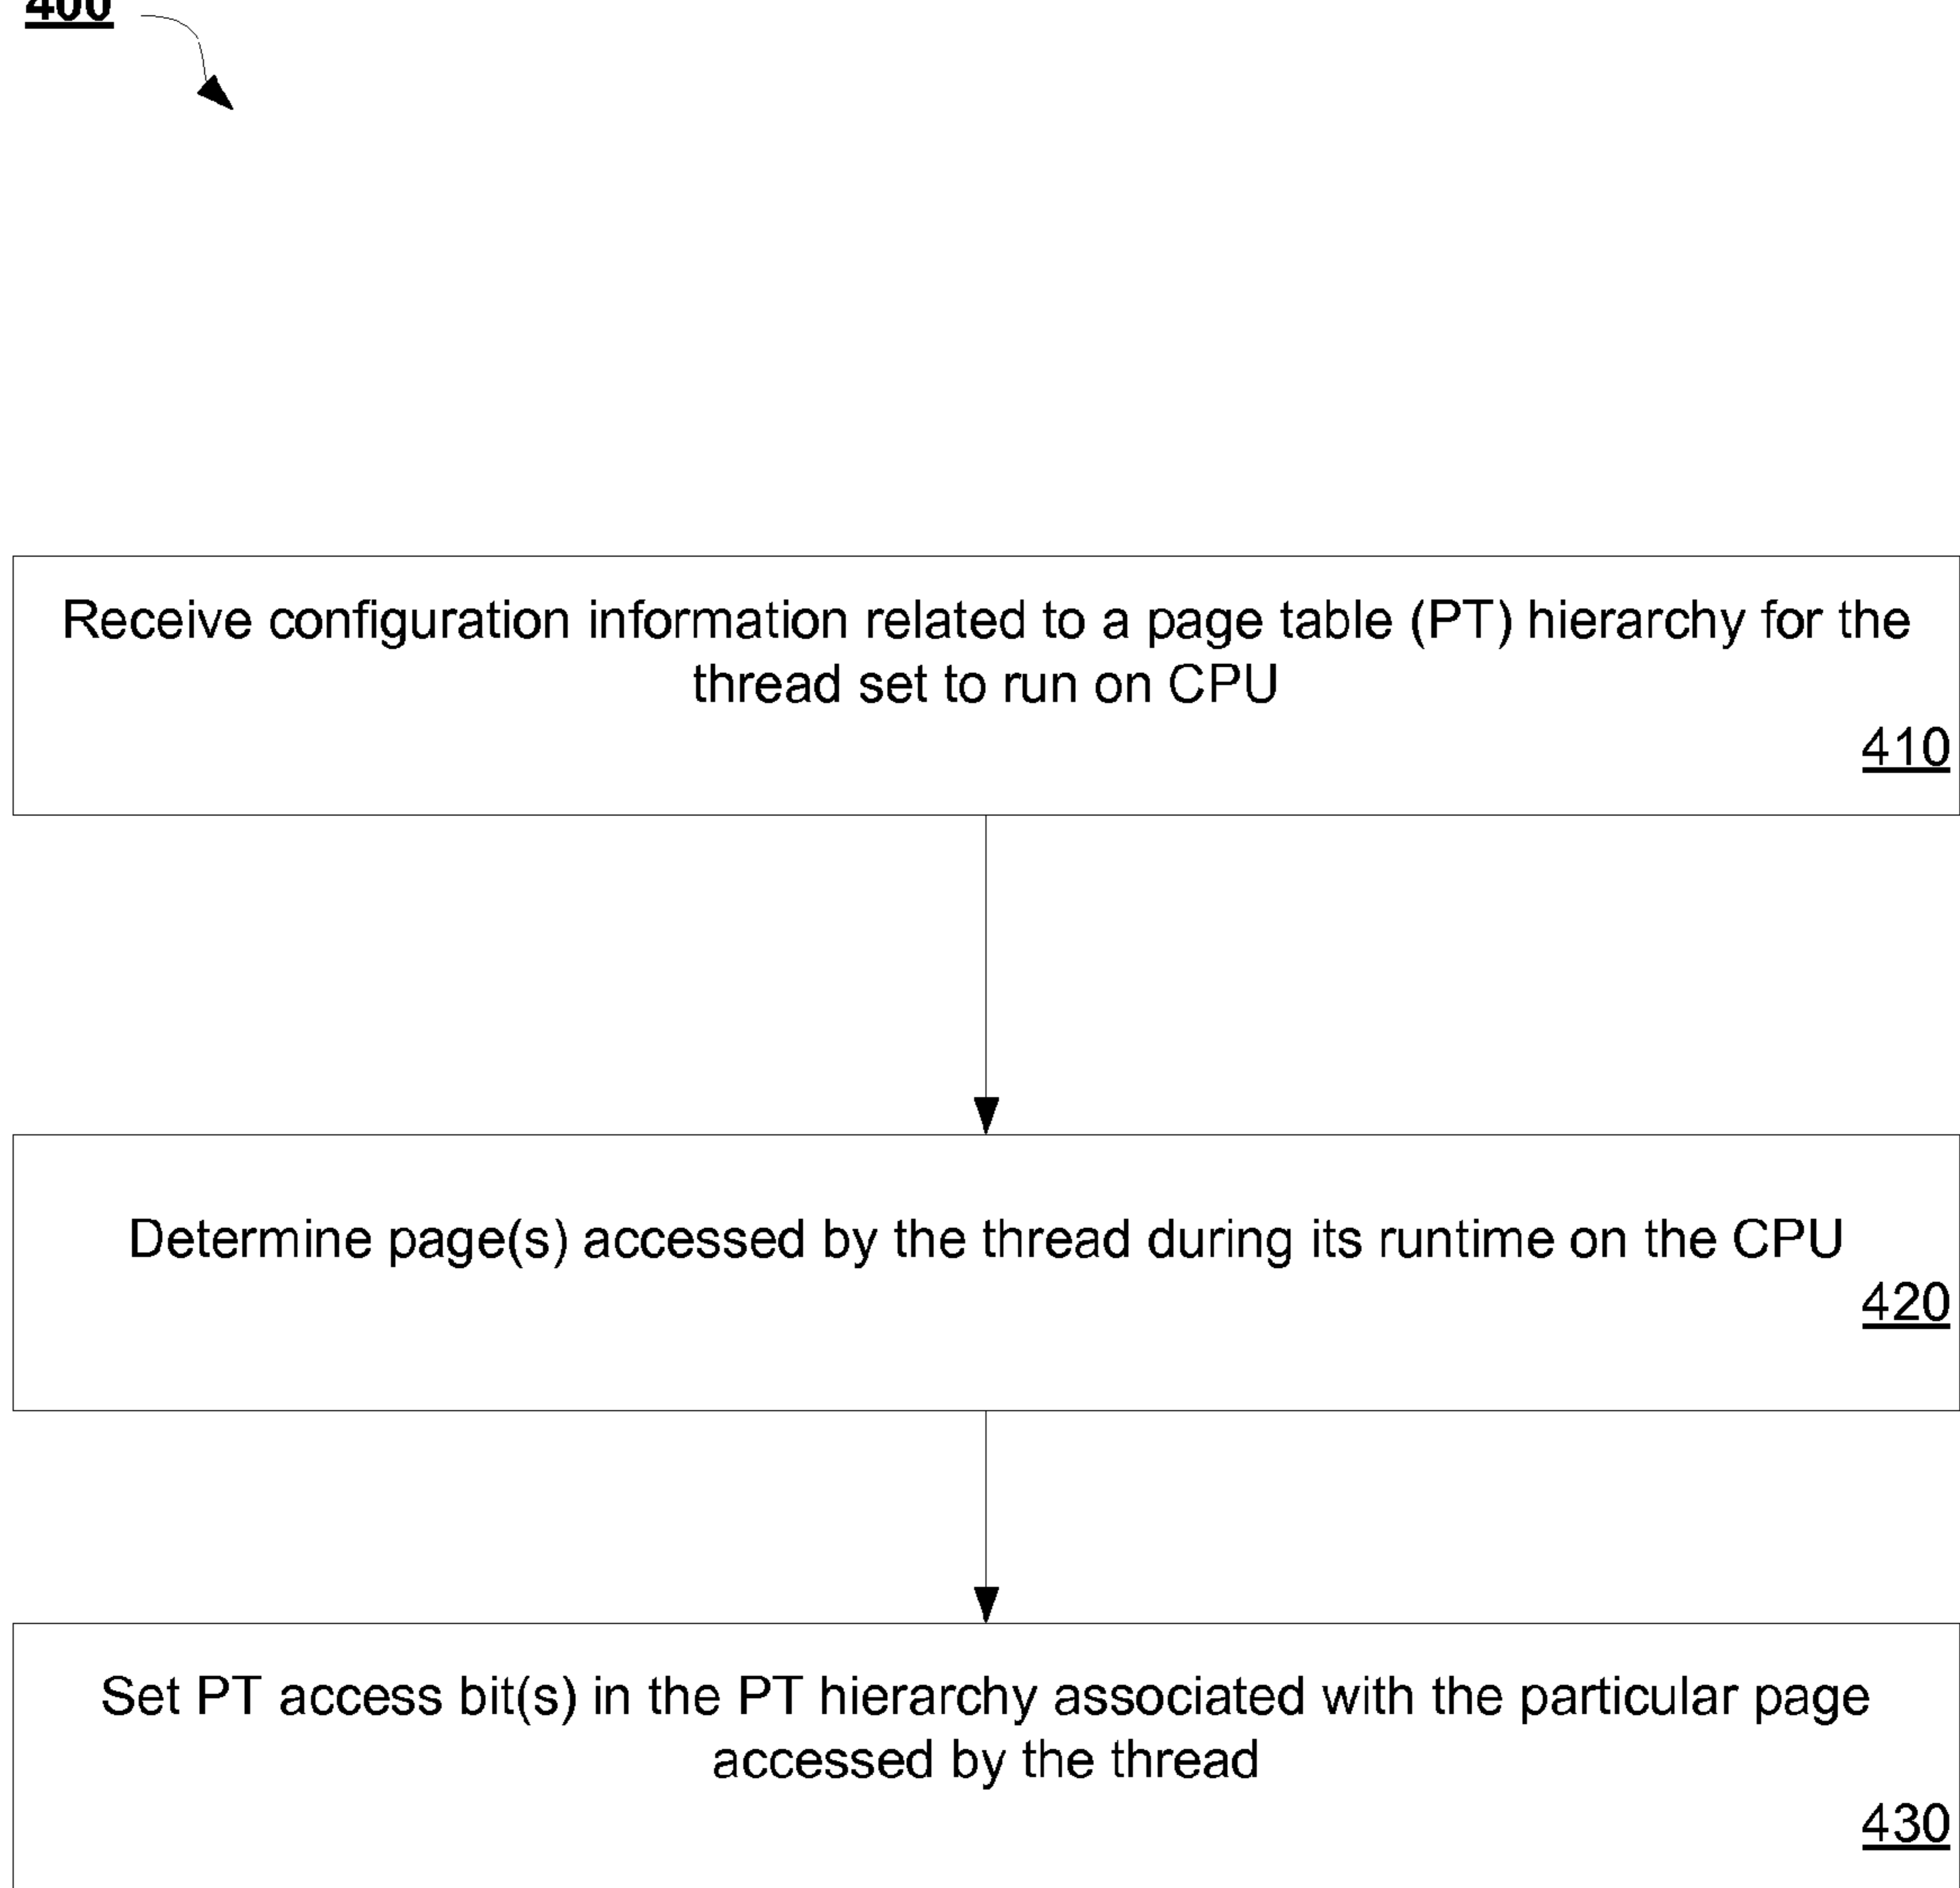 400
Receive configuration information related to a page table (PT) hierarchy for the
thread set to run on CPU
410
Determine page(s) accessed by the thread during its runtime on the CPU
420
Set PT access bit(s) in the PT hierarchy associated with the particular page
accessed by the thread
430